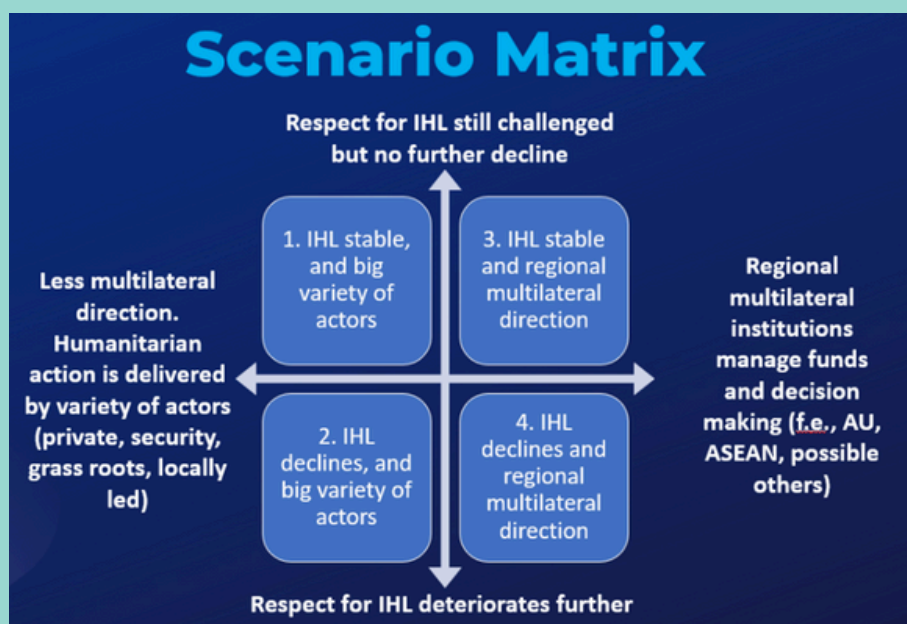 Scenario Matrix
Respect for IHL still challenged
but no further decline
Less multilateral
direction.
Humanitarian
action is delivered
by variety of actors
(private, security,
grass roots, locally
led)
1. IHL stable,
and big
variety of
actors
3. IHL stable
and regional
multilateral
direction
2. IHL
declines, and
big variety of
actors
4. IHL
declines and
regional
multilateral
direction
Regional
multilateral
institutions
manage funds
and decision
making (f.e., AU,
ASEAN, possible
others)
Respect for IHL deteriorates further